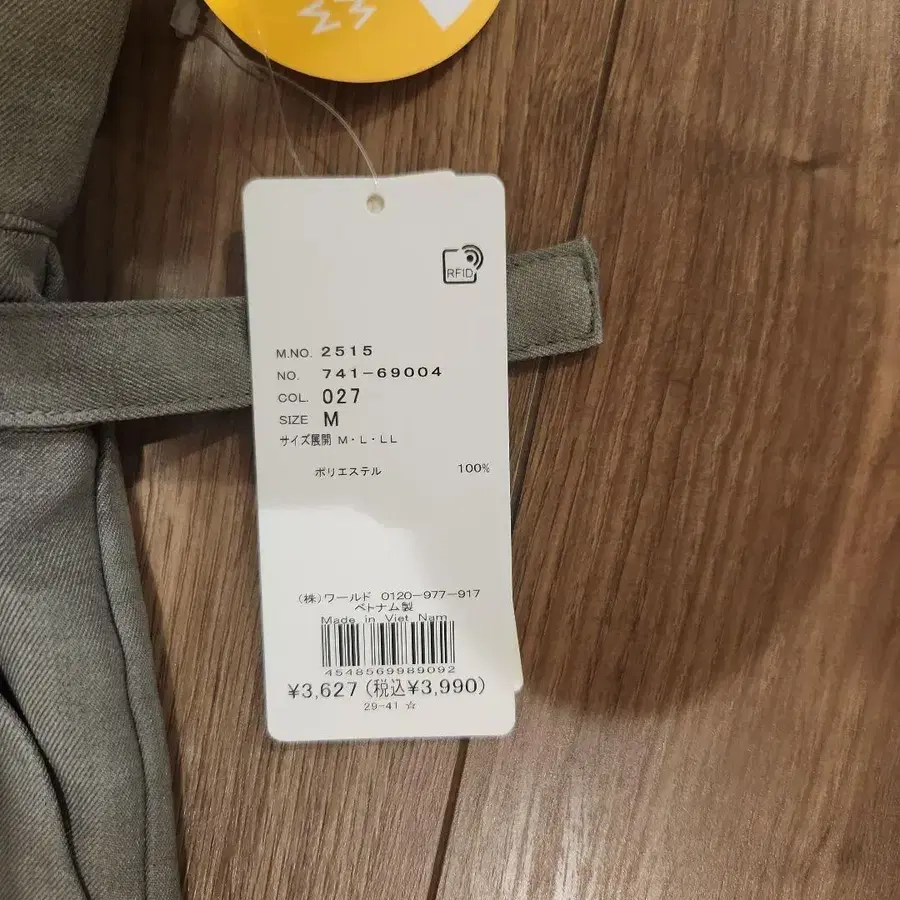 RFID
M.NO. 2515
NO. 741-69004
COL. 027
SIZE M
サイズ展開 M・L・LL
ポリエステル 100%
(株)ワールド 0120-977-917
ベトナム製
Made in Viet Nam
4548569989092
¥3,627(税込¥3,990)
29-41 ☆